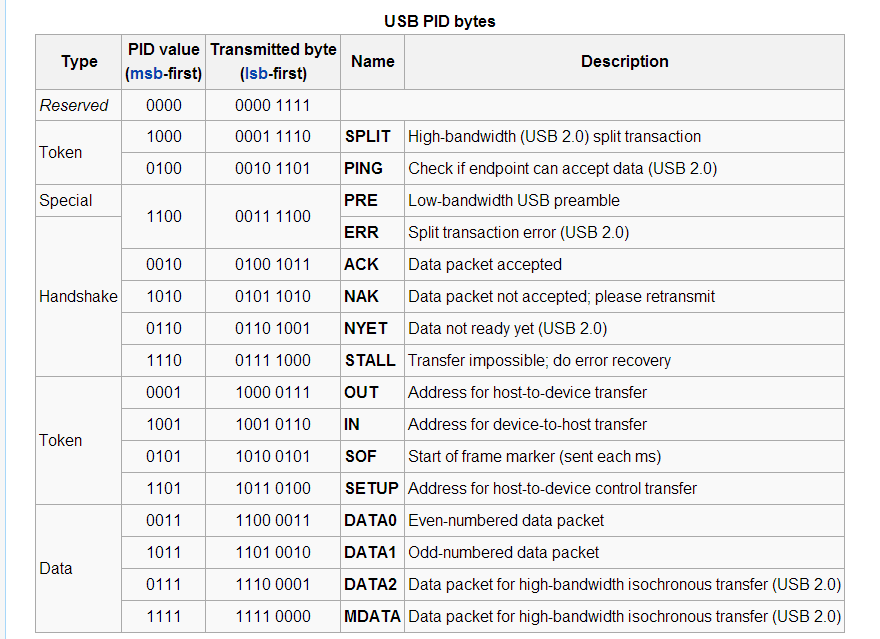 USB PID bytes
Type PID value (msb-first) Transmitted byte (lsb-first) Name Description
Reserved 0000 0000 1111
Token 1000 0001 1110 SPLIT High-bandwidth (USB 2.0) split transaction
0100 0010 1101 PING Check if endpoint can accept data (USB 2.0)
Special 1100 0011 1100 PRE Low-bandwidth USB preamble
Handshake ERR Split transaction error (USB 2.0)
0010 0100 1011 ACK Data packet accepted
1010 0101 1010 NAK Data packet not accepted; please retransmit
0110 0110 1001 NYET Data not ready yet (USB 2.0)
1110 0111 1000 STALL Transfer impossible; do error recovery
Token 0001 1000 0111 OUT Address for host-to-device transfer
1001 1001 0110 IN Address for device-to-host transfer
0101 1010 0101 SOF Start of frame marker (sent each ms)
1101 1011 0100 SETUP Address for host-to-device control transfer
Data 0011 1100 0011 DATA0 Even-numbered data packet
1011 1101 0010 DATA1 Odd-numbered data packet
0111 1110 0001 DATA2 Data packet for high-bandwidth isochronous transfer (USB 2.0)
1111 1111 0000 MDATA Data packet for high-bandwidth isochronous transfer (USB 2.0)